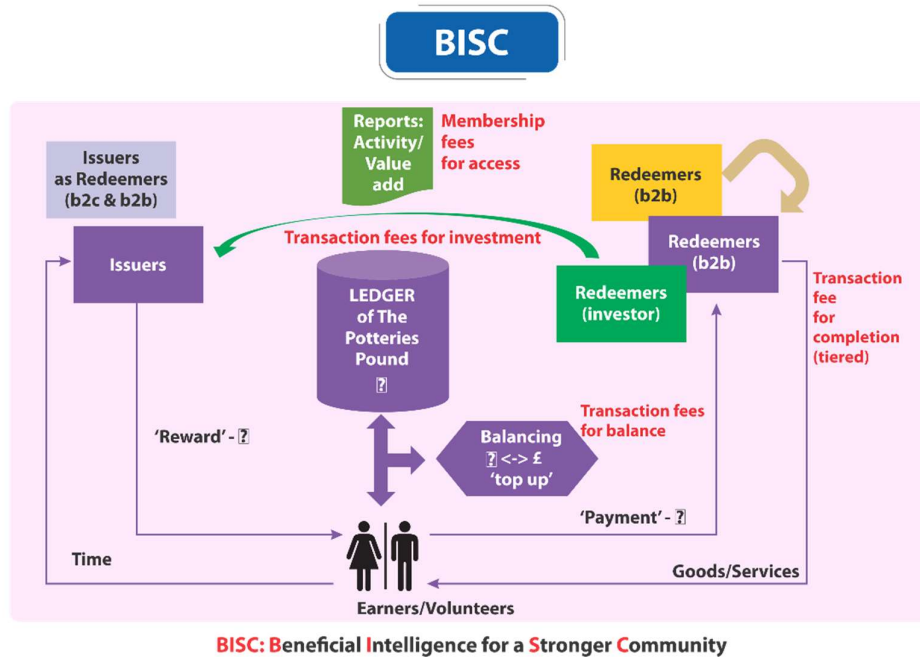 BISC
Reports:
Activity/
Value
add
Membership
fees
for access
Issuers
as Redeemers
(b2c & b2b)
Redeemers
(b2b)
Redeemers
(b2b)
Issuers
Transaction fees for investment
Redeemers
(investor)
Transaction
fee
for
completion
(tiered)
LEDGER
of The
Potteries
Pound
Transaction fees
for balance
Balancing
<-> £
‘top up’
‘Reward’ -
‘Payment’ -
Time
Goods/Services
Earners/Volunteers
BISC: Beneficial Intelligence for a Stronger Community